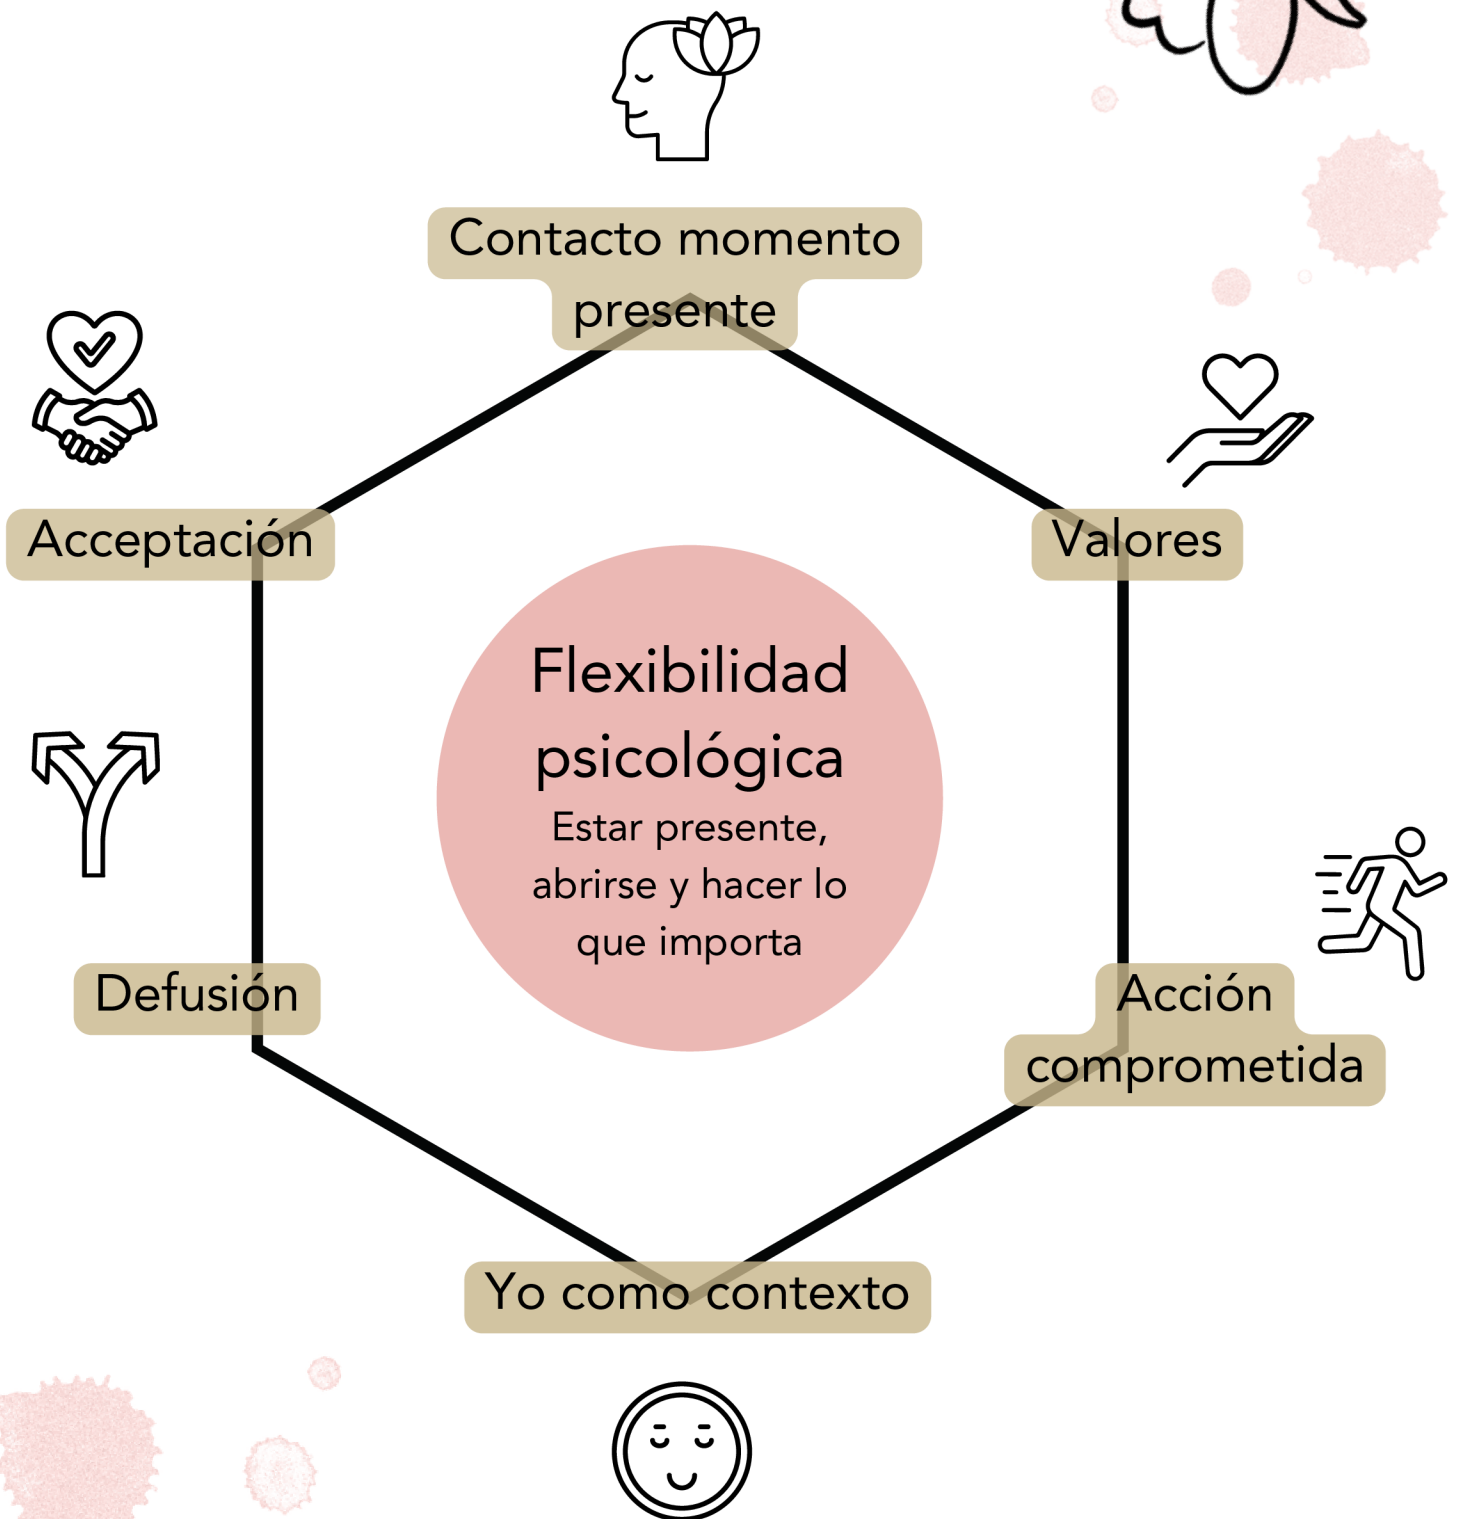 Contacto momento
presente
Acceptación
Valores
Flexibilidad
psicológica
Estar presente,
abrirse y hacer lo
que importa
Defusión
Acción
comprometida
Yo como contexto